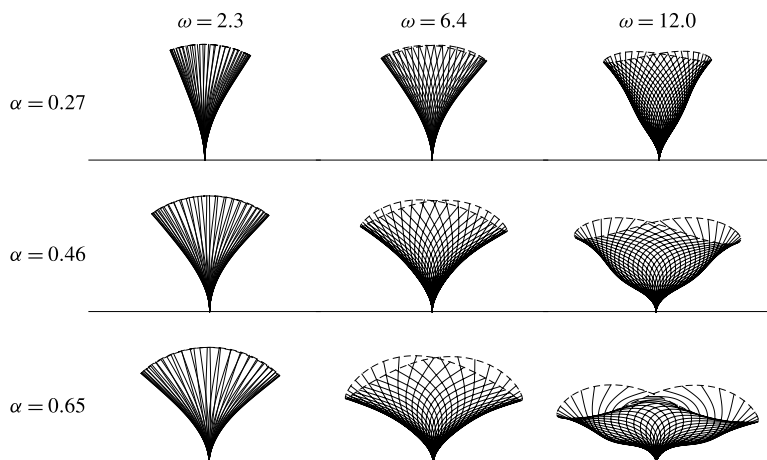 ω = 2.3 ω = 6.4 ω = 12.0
α = 0.27
α = 0.46
α = 0.65